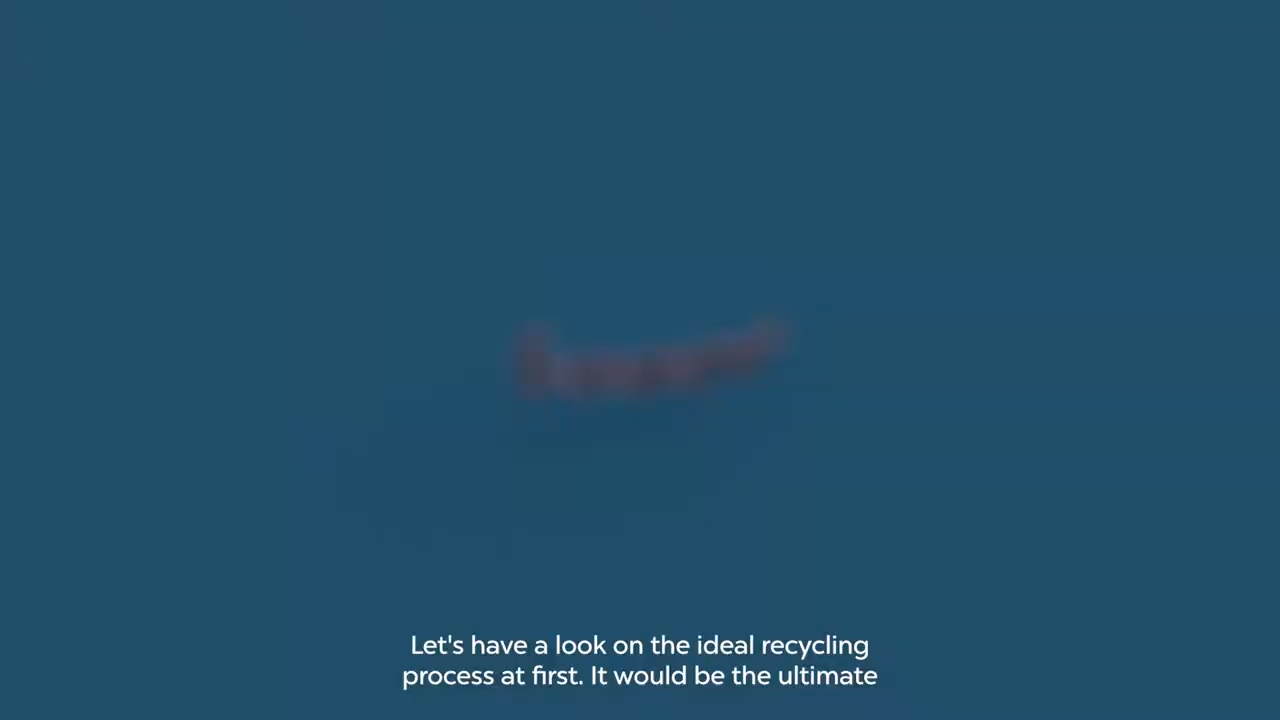 Let's have a look on the ideal recycling
process at first. It would be the ultimate